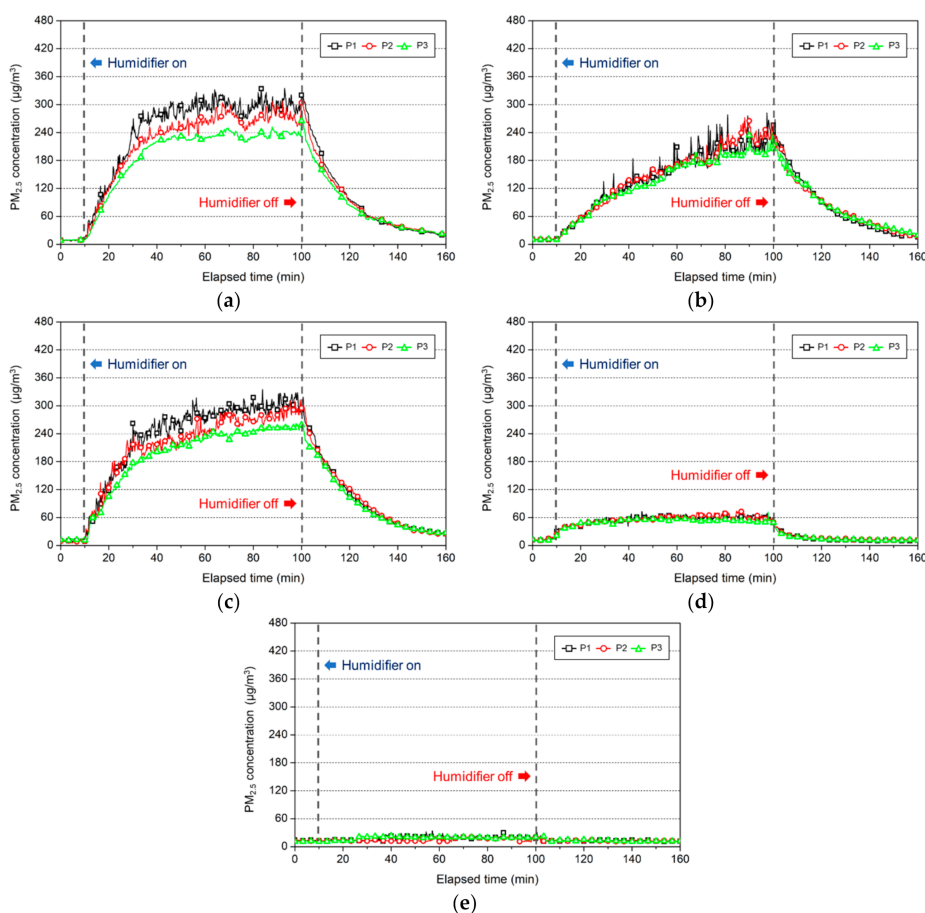 480
420
360
300
240
180
120
60
0
PM2.5 concentration (μg/m3)
P1 P2 P3
Humidifier on
Humidifier off
0 20 40 60 80 100 120 140 160
Elapsed time (min)
(a)
480
420
360
300
240
180
120
60
0
PM2.5 concentration (μg/m3)
P1 P2 P3
Humidifier on
Humidifier off
0 20 40 60 80 100 120 140 160
Elapsed time (min)
(b)
480
420
360
300
240
180
120
60
0
PM2.5 concentration (μg/m3)
P1 P2 P3
Humidifier on
Humidifier off
0 20 40 60 80 100 120 140 160
Elapsed time (min)
(c)
480
420
360
300
240
180
120
60
0
PM2.5 concentration (μg/m3)
P1 P2 P3
Humidifier on
Humidifier off
0 20 40 60 80 100 120 140 160
Elapsed time (min)
(d)
480
420
360
300
240
180
120
60
0
PM2.5 concentration (μg/m3)
P1 P2 P3
Humidifier on
Humidifier off
0 20 40 60 80 100 120 140 160
Elapsed time (min)
(e)